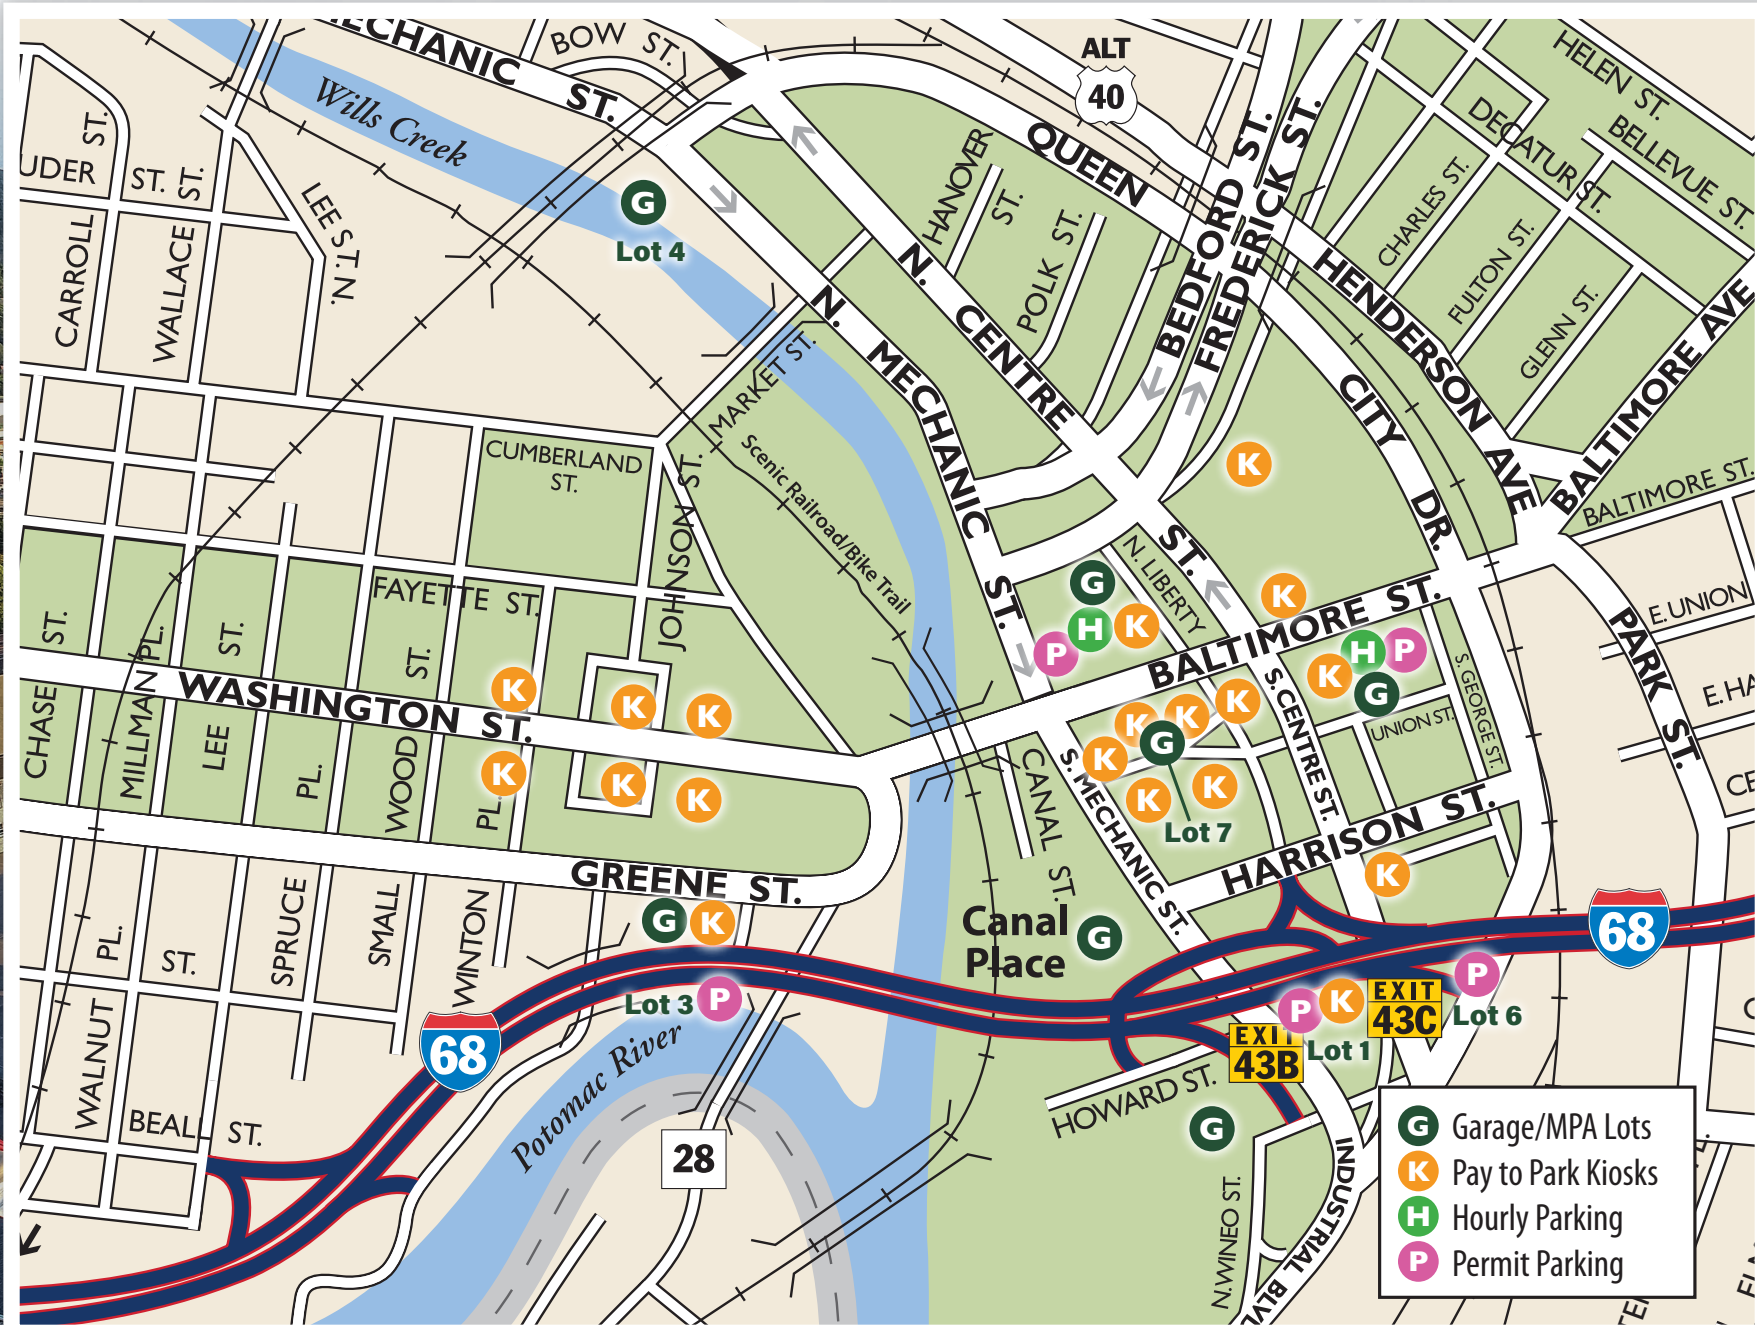 MECHANIC ST.
BOW ST.
ALT
40
HELEN ST.
DECATUR ST.
BELLEVUE ST.
Wills Creek
ST.
UDER ST.
CARROLL
WALLACE ST.
LEE ST. N.
G
Lot 4
HANOVER ST.
POLK ST.
QUEEN CITY DR.
BEDFORD ST.
FREDERICK ST.
CHARLES ST.
FULTON ST.
GLENN ST.
HENDERSON AVE
BALTIMORE AVE
BALTIMORE ST.
N. CENTRE ST.
N. MECHANIC ST.
MARKET ST.
Scenic Railroad/Bike Trail
CUMBERLAND
ST.
JOHNSON ST.
FAYETTE ST.
K
G
H
K
P
N. LIBERTY
K
BALTIMORE ST.
H
P
K
G
E. UNION
PARK ST.
E. HA
CE
CHASE ST.
MILLMAN PL.
LEE ST.
PL.
WOOD ST.
PL.
WASHINGTON ST.
K
K
K
K
K
K
K
K
K
G
K
K
K
Lot 7
S. CENTRE ST.
UNION ST.
S. GEORGE ST.
CANAL ST.
S. MECHANIC ST.
HARRISON ST.
K
GREENE ST.
G
K
Canal
Place
G
68
PL.
ST.
SPRUCE
SMALL
WINTON
WALNUT
BEALL ST.
68
Lot 3
P
Potomac River
28
P
K
EXIT
43C
P
Lot 6
EXIT
43B
Lot 1
HOWARD ST.
G
N. WINEO ST.
INDUSTRIAL BLV
G Garage/MPA Lots
K Pay to Park Kiosks
H Hourly Parking
P Permit Parking